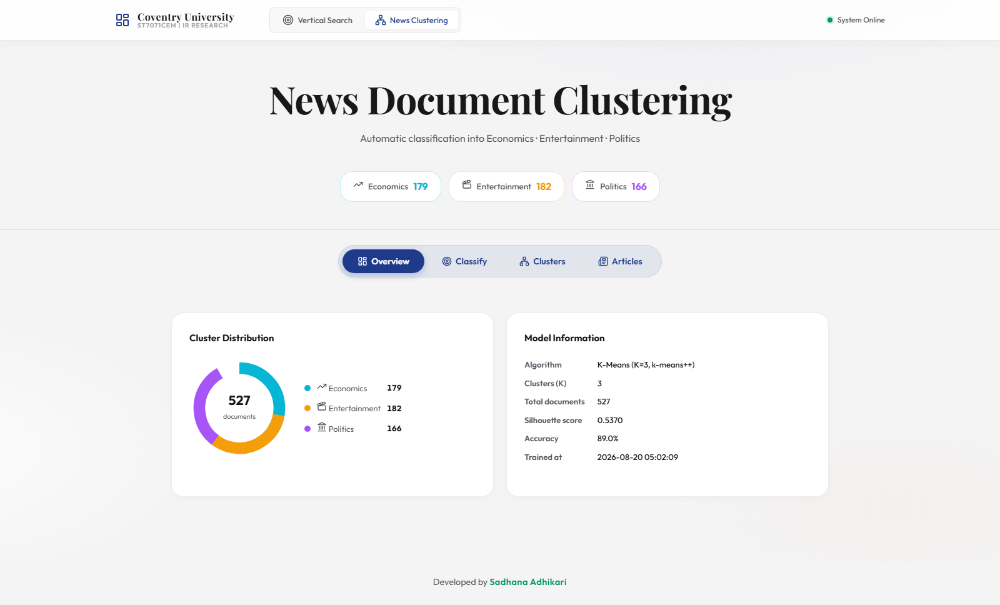 Coventry University
ST7071CEM | IR RESEARCH
Vertical Search
News Clustering
System Online
News Document Clustering
Automatic classification into Economics · Entertainment · Politics
Economics 179
Entertainment 182
Politics 166
Overview
Classify
Clusters
Articles
Cluster Distribution
527
documents
Economics 179
Entertainment 182
Politics 166
Model Information
Algorithm K-Means (K=3, k-means++)
Clusters (K) 3
Total documents 527
Silhouette score 0.5370
Accuracy 89.0%
Trained at 2026-08-20 05:02:09
Developed by Sadhana Adhikari